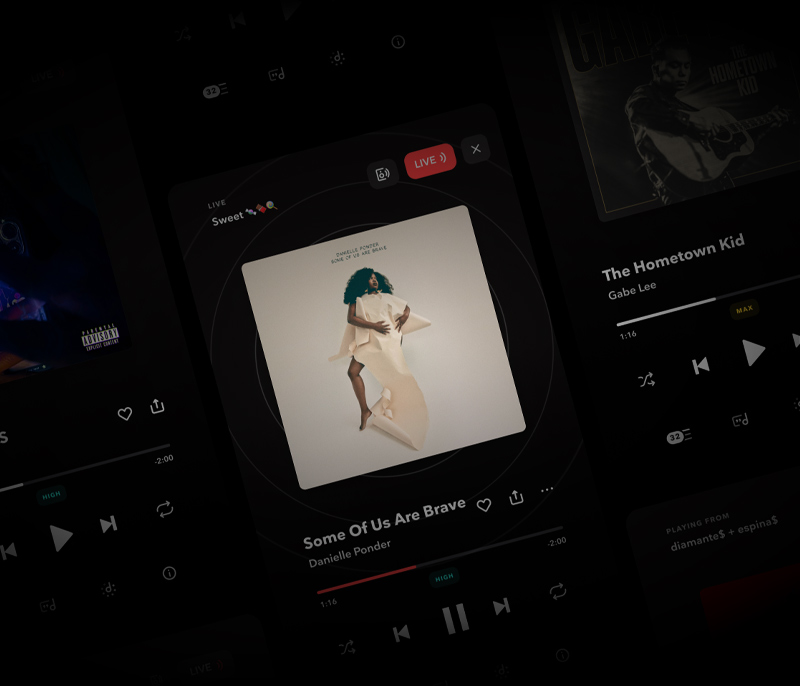 32
GA
THE
HOMETOWN
KID
LIVE
LIVE
Sweet
DANIELLE PONDER
SOME OF US ARE BRAVE
PARENTAL
ADVISORY
EXPLICIT CONTENT
S
-2:00
HIGH
The Hometown Kid
Gabe Lee
1:16
MAX
32
Some Of Us Are Brave
Danielle Ponder
-2:00
1:16
HIGH
PLAYING FROM
diamante$ + espina$
LIVE